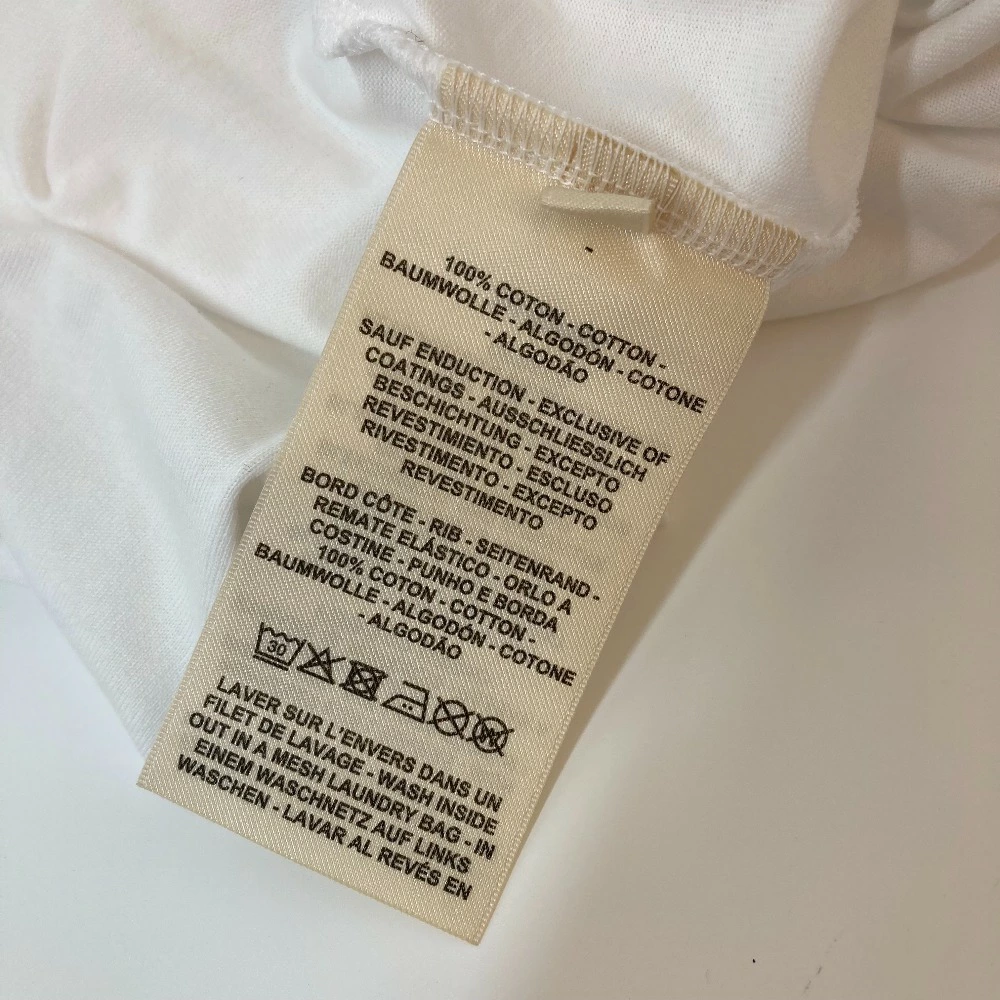 100% COTON - COTTON -
BAUMWOLLE - ALGODÓN - COTONE
- ALGODÃO
SAUF ENDUCTION - EXCLUSIVE OF
COATINGS - AUSSCHLIESSLICH
BESCHICHTUNG - EXCEPTO
REVESTIMIENTO - ESCLUSO
RIVESTIMENTO - EXCEPTO
REVESTIMENTO
BORD CÔTE - RIB - SEITENRAND -
REMATE ELÁSTICO - ORLO A
COSTINE - PUNHO E BORDA
100% COTON - COTTON -
BAUMWOLLE - ALGODÓN - COTONE
- ALGODÃO
30
LAVER SUR L'ENVERS DANS UN
FILET DE LAVAGE - WASH INSIDE
OUT IN A MESH LAUNDRY BAG - IN
EINEM WASCHNETZ AUF LINKS
WASCHEN - LAVAR AL REVÉS EN